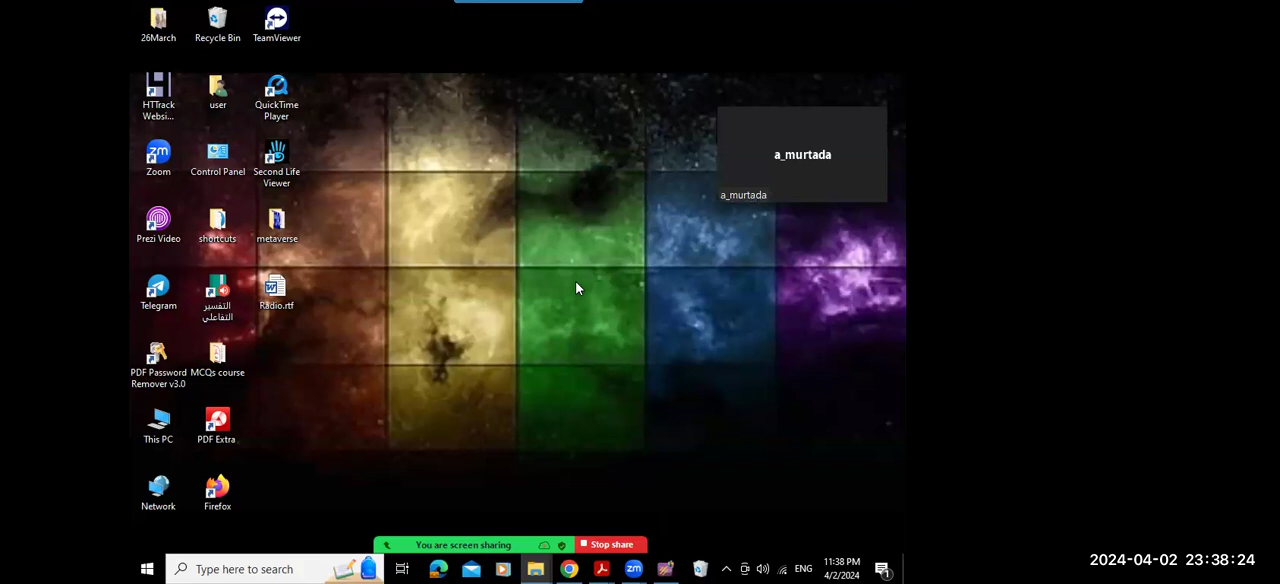 26March
Recycle Bin
TeamViewer
HTTrack
Websi...
user
QuickTime
Player
zm
Zoom
Control Panel
Second Life
Viewer
a_murtada
a_murtada
Prezi Video
shortcuts
metaverse
Telegram
التفسير
التفاعلي
W
Radio.rtf
PDF Password
Remover v3.0
MCQs course
This PC
PDF Extra
Network
Firefox
You are screen sharing
Stop share
Type here to search
zm
ENG
11:38 PM
4/2/2024
1
2024-04-02 23:38:24